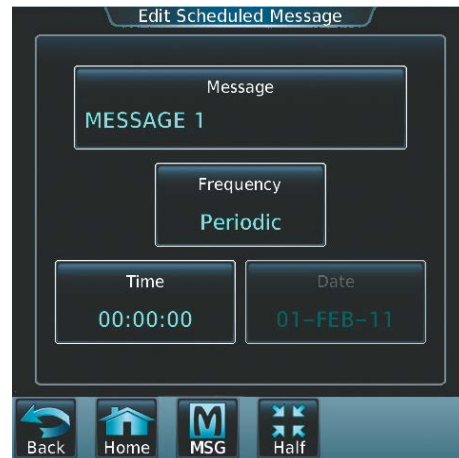 Edit Scheduled Message
Message
MESSAGE 1
Frequency
Periodic
Time
Date
00:00:00
01-FEB-11
Back
Home
MSG
Half